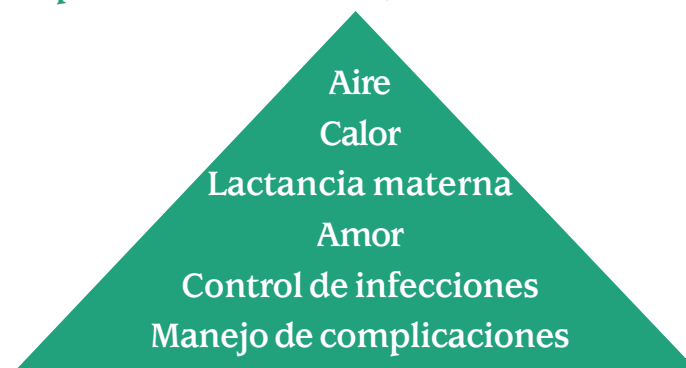 Aire
Calor
Lactancia materna
Amor
Control de infecciones
Manejo de complicaciones